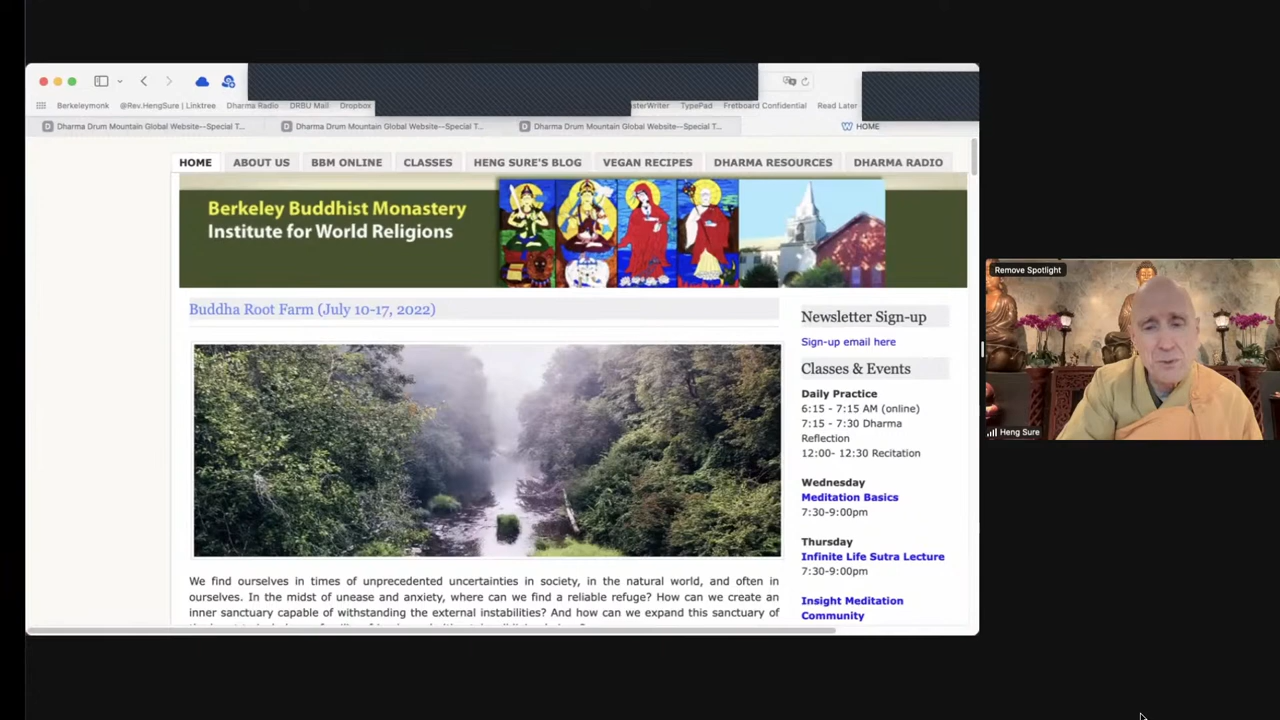 Berkeleymonk @Rev.HengSure | Linktree Dharma Radio DRBU Mail Dropbox TypePad Fretboard Confidential Read Later
Dharma Drum Mountain Global Website--Special T... Dharma Drum Mountain Global Website--Special T... Dharma Drum Mountain Global Website--Special T... HOME
HOME ABOUT US BBM ONLINE CLASSES HENG SURE'S BLOG VEGAN RECIPES DHARMA RESOURCES DHARMA RADIO
Berkeley Buddhist Monastery
Institute for World Religions
Buddha Root Farm (July 10-17, 2022)
We find ourselves in times of unprecedented uncertainties in society, in the natural world, and often in
ourselves. In the midst of unease and anxiety, where can we find a reliable refuge? How can we create an
inner sanctuary capable of withstanding the external instabilities? And how can we expand this sanctuary of
Newsletter Sign-up
Sign-up email here
Classes & Events
Daily Practice
6:15 - 7:15 AM (online)
7:15 - 7:30 Dharma
Reflection
12:00- 12:30 Recitation
Wednesday
Meditation Basics
7:30-9:00pm
Thursday
Infinite Life Sutra Lecture
7:30-9:00pm
Insight Meditation
Community
Remove Spotlight
Heng Sure